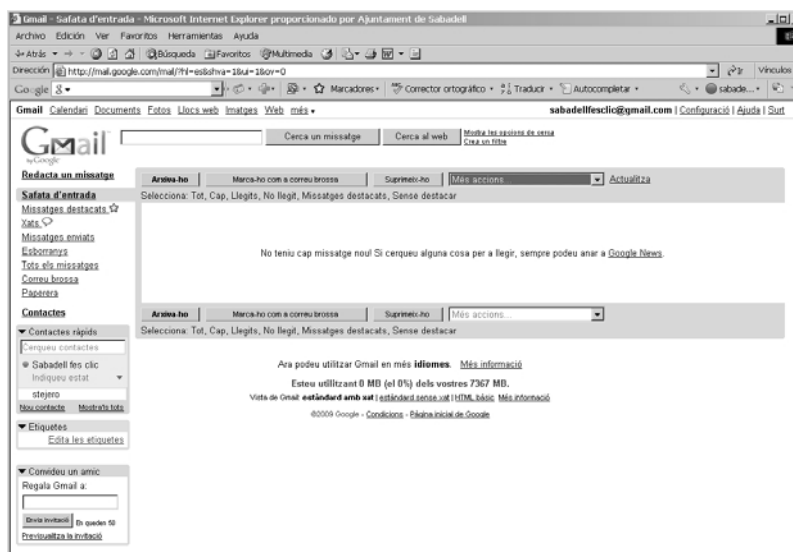 Gmail - Safata d'entrada - Microsoft Internet Explorer proporcionado por Ajuntament de Sabadell
Archivo Edición Ver Favoritos Herramientas Ayuda
Atrás Búsqueda Favoritos Multimedia
Dirección http://mail.google.com/mail/?hl=es&shva=1&ui=1&ov=0 Ir Vínculos
Google Marcadores Corrector ortográfico Traducir Autocompletar sabade...
Gmail Calendari Documents Fotos Llocs web Imatges Web més sabadellfesclic@gmail.com | Configuració | Ajuda | Surt
Gmail by Google
Cerca un missatge Cerca al web Mostra les opcions de cerca
Crea un filtre
Redacta un missatge
Arxiva-ho Marca-ho com a correu brossa Suprimeix-ho Més accions... Actualitza
Safata d'entrada
Selecciona: Tot, Cap, Llegits, No llegit, Missatges destacats, Sense destacar
Missatges destacats
Xats
Missatges enviats
Esborranys
No teniu cap missatge nou! Si cerqueu alguna cosa per a llegir, sempre podeu anar a Google News.
Tots els missatges
Correu brossa
Paperera
Contactes
Arxiva-ho Marca-ho com a correu brossa Suprimeix-ho Més accions...
Selecciona: Tot, Cap, Llegits, No llegit, Missatges destacats, Sense destacar
Contactes ràpids
Cerqueu contactes
Sabadell fes clic
Indiqueu estat
stejero
Nou contacte Mostra'ls tots
Ara podeu utilitzar Gmail en més idiomes. Més informació
Esteu utilitzant 0 MB (el 0%) dels vostres 7367 MB.
Vista de Gmail: estàndard amb xat | estàndard sense xat | HTML bàsic Més informació
©2009 Google - Condicions - Pàgina inicial de Google
Etiquetes
Edita les etiquetes
Convideu un amic
Regala Gmail a:
Envia invitació En queden 50
Previsualitza la invitació